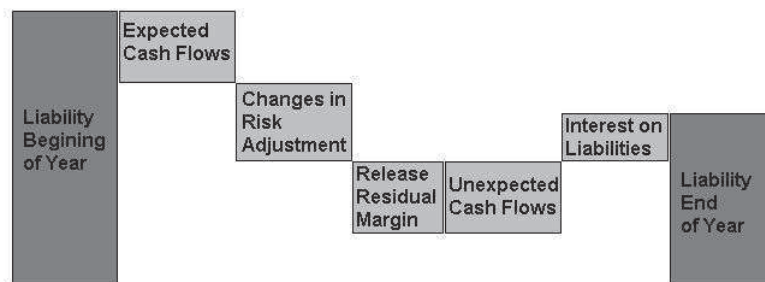 Liability
Begining
of Year
Expected
Cash Flows
Changes in
Risk
Adjustment
Release
Residual
Margin
Unexpected
Cash Flows
Interest on
Liabilities
Liability
End
of Year